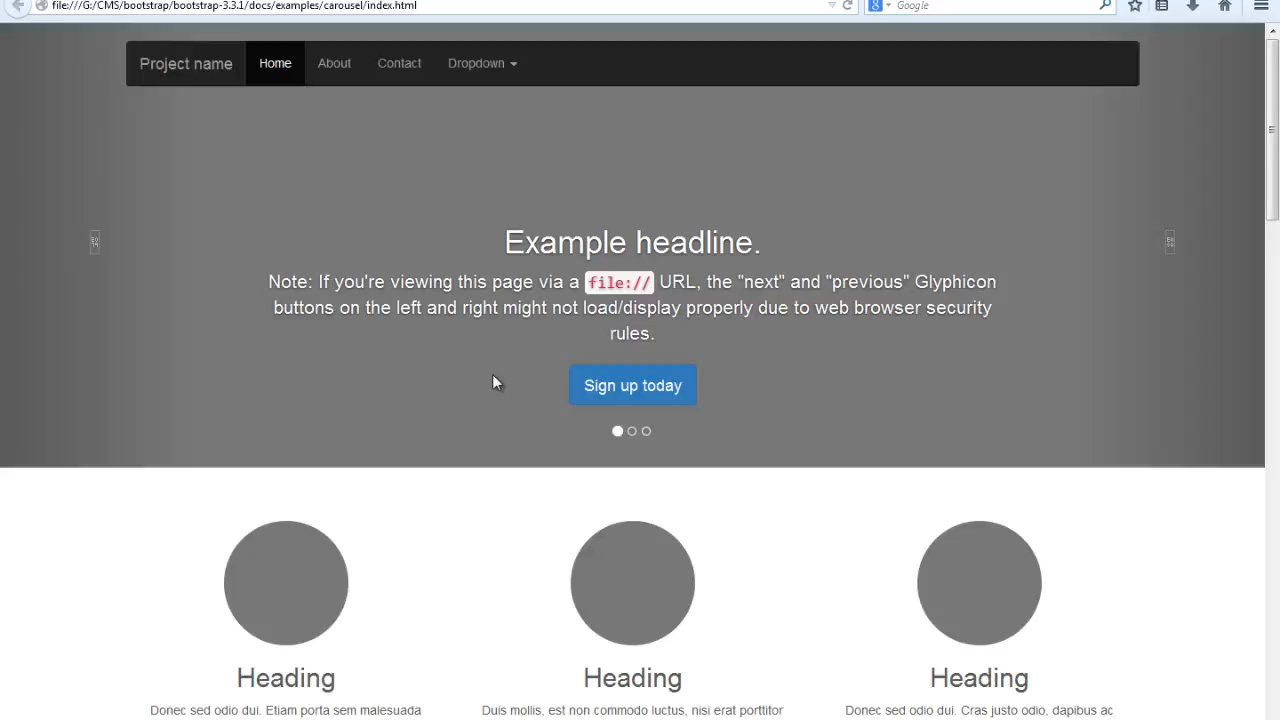 file:///G:/CMS/bootstrap/bootstrap-3.3.1/docs/examples/carousel/index.html
Google
Project name Home About Contact Dropdown
Example headline.
Note: If you're viewing this page via a file:// URL, the "next" and "previous" Glyphicon
buttons on the left and right might not load/display properly due to web browser security
rules.
Sign up today
Heading Heading Heading
Donec sed odio dui. Etiam porta sem malesuada Duis mollis, est non commodo luctus, nisi erat porttitor Donec sed odio dui. Cras justo odio, dapibus ac